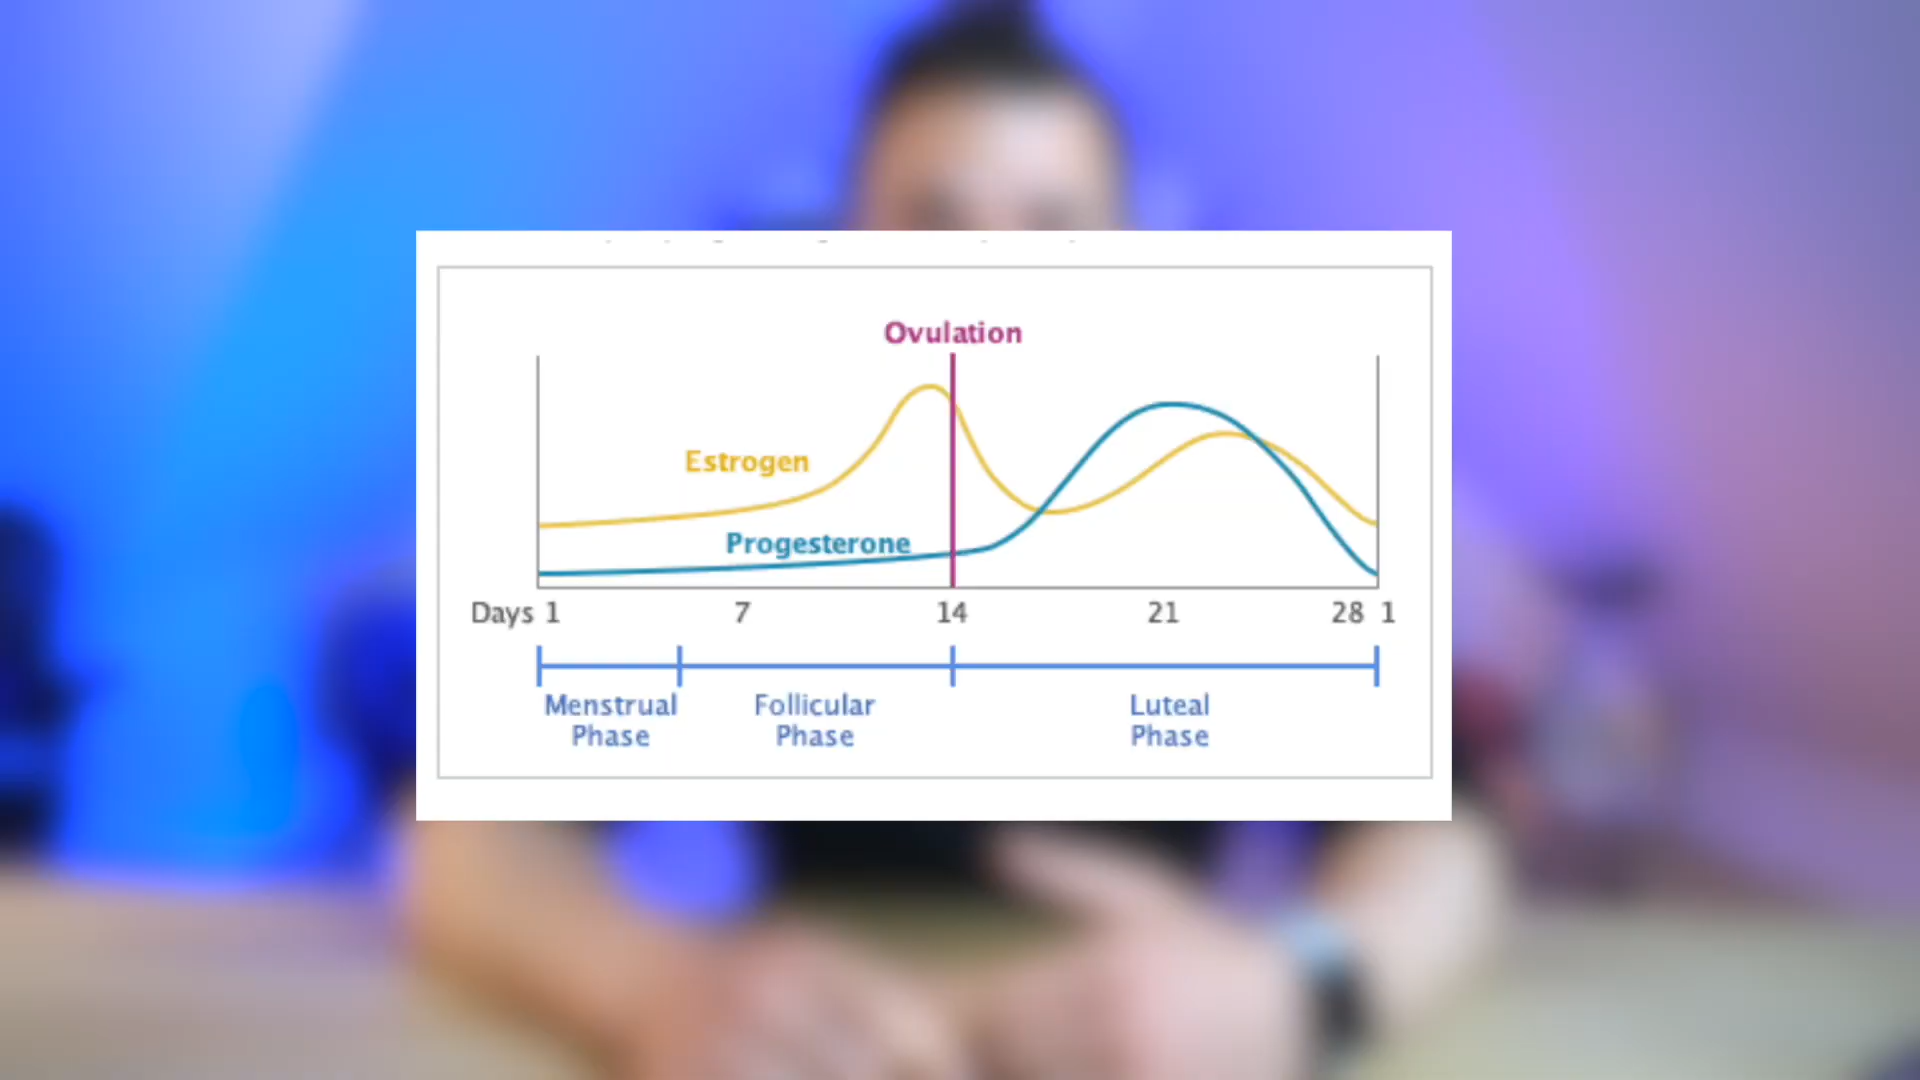 Ovulation
Estrogen
Progesterone
Days 1 7 14 21 28 1
Menstrual Phase
Follicular Phase
Luteal Phase